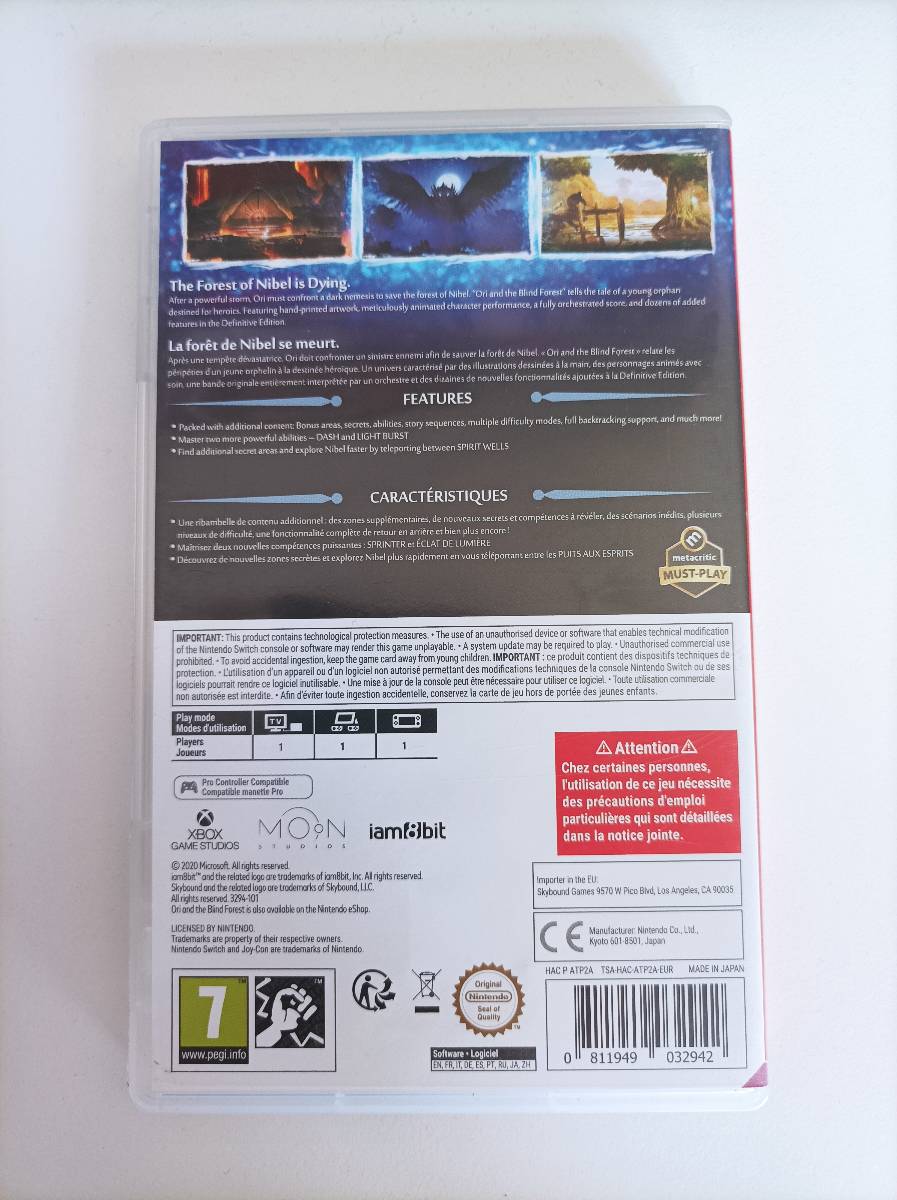 The Forest of Nibel is Dying.
After a powerful storm, Ori must confront a dark nemesis to save the forest of Nibel. "Ori and the Blind Forest" tells the tale of a young orphan
destined for heroics. Featuring hand-printed artwork, meticulously animated character performance, a fully orchestrated score, and dozens of added
features in the Definitive Edition.
La forêt de Nibel se meurt.
Après une tempête dévastatrice, Ori doit confronter un sinistre ennemi afin de sauver la forêt de Nibel. « Ori and the Blind Forest » relate les
péripéties d'un jeune orphelin à la destinée héroïque. Un univers caractérisé par des illustrations dessinées à la main, des personnages animés avec
soin, une bande originale entièrement interprétée par un orchestre et des dizaines de nouvelles fonctionnalités ajoutées à la Definitive Edition.
FEATURES
• Packed with additional content: Bonus areas, secrets, abilities, story sequences, multiple difficulty modes, full backtracking support, and much more!
• Master two more powerful abilities – DASH and LIGHT BURST
• Find additional secret areas and explore Nibel faster by teleporting between SPIRIT WELLS
CARACTÉRISTIQUES
• Une ribambelle de contenu additionnel : des zones supplémentaires, de nouveaux secrets et compétences à révéler, des scénarios inédits, plusieurs
niveaux de difficulté, une fonctionnalité complète de retour en arrière et bien plus encore !
• Maîtrisez deux nouvelles compétences puissantes : SPRINTER et ÉCLAT DE LUMIÈRE
• Découvrez de nouvelles zones secrètes et explorez Nibel plus rapidement en vous téléportant entre les PUITS AUX ESPRITS
metacritic
MUST-PLAY
IMPORTANT: This product contains technological protection measures. • The use of an unauthorised device or software that enables technical modification
of the Nintendo Switch console or software may render this game unplayable. • A system update may be required to play. • Unauthorised commercial use
prohibited. • To avoid accidental ingestion, keep the game card away from young children. IMPORTANT : ce produit contient des dispositifs techniques de
protection. • L'utilisation d'un appareil ou d'un logiciel non autorisé permettant des modifications techniques de la console Nintendo Switch ou de ses
logiciels pourrait rendre ce logiciel inutilisable. • Une mise à jour de la console peut être nécessaire pour utiliser ce logiciel. • Toute utilisation commerciale
non autorisée est interdite. • Afin d'éviter toute ingestion accidentelle, conservez la carte de jeu hors de portée des jeunes enfants.
Play mode
Modes d'utilisation
TV
Players
Joueurs
1 1 1
Pro Controller Compatible
Compatible manette Pro
⚠ Attention ⚠
Chez certaines personnes,
l'utilisation de ce jeu nécessite
des précautions d'emploi
particulières qui sont détaillées
dans la notice jointe.
XBOX
GAME STUDIOS
MOON
STUDIOS
iam8bit
© 2020 Microsoft. All rights reserved.
iam8bit™ and the related logo are trademarks of iam8bit, Inc. All rights reserved.
Skybound and the related logo are trademarks of Skybound, LLC.
All rights reserved. 3294-101
Ori and the Blind Forest is also available on the Nintendo eShop.
LICENSED BY NINTENDO.
Trademarks are property of their respective owners.
Nintendo Switch and Joy-Con are trademarks of Nintendo.
Importer in the EU:
Skybound Games 9570 W Pico Blvd, Los Angeles, CA 90035
CE
Manufacturer: Nintendo Co., Ltd.,
Kyoto 601-8501, Japan
HAC P ATP2A TSA-HAC-ATP2A-EUR MADE IN JAPAN
7
www.pegi.info
™
Original
Nintendo
Seal of
Quality
™
Software • Logiciel
EN, FR, IT, DE, ES, PT, RU, JA, ZH
0 811949 032942